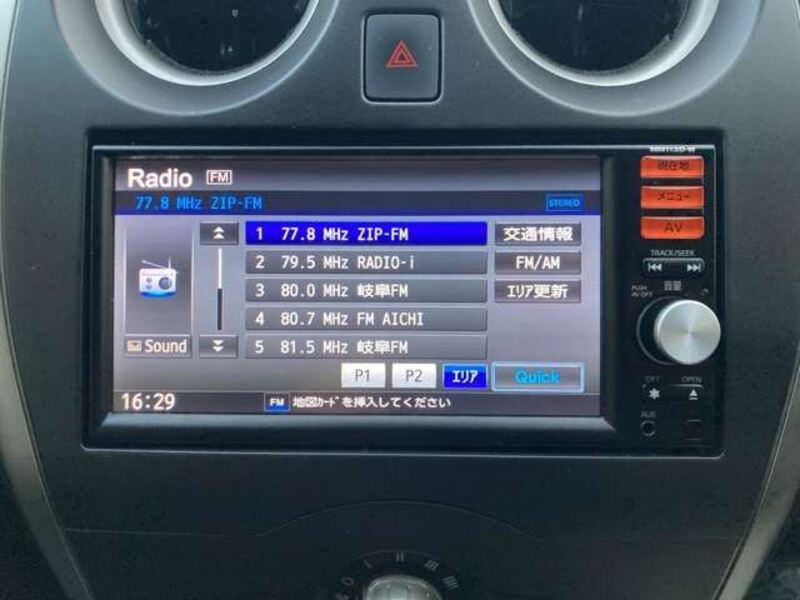 MM113D-W
Radio FM
77.8 MHz ZIP-FM STEREO
1 77.8 MHz ZIP-FM
2 79.5 MHz RADIO-i
3 80.0 MHz 岐阜FM
4 80.7 MHz FM AICHI
5 81.5 MHz 岐阜FM
Sound
交通情報
FM/AM
ｴﾘｱ更新
P1 P2 ｴﾘｱ Quick
16:29 FM 地図ｶｰﾄﾞを挿入してください
現在地
メニュー
AV
TRACK/SEEK
音量
PUSH
AV OFF
OPEN
AUX